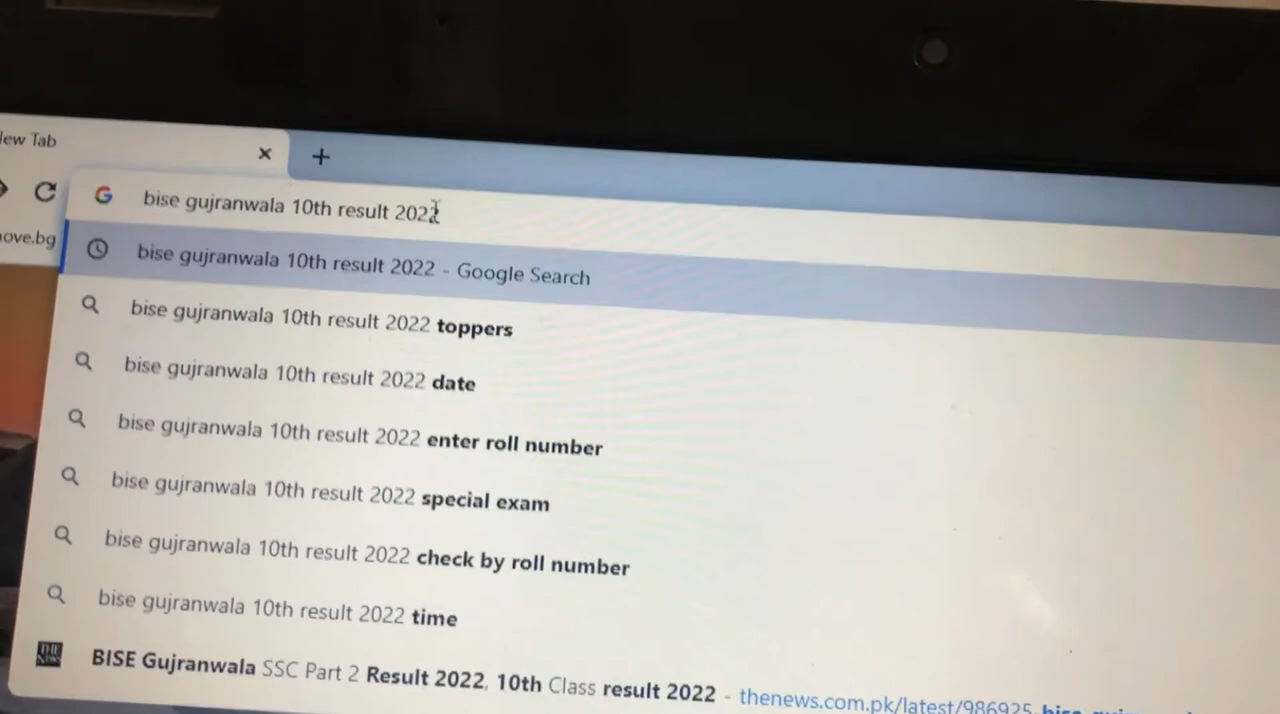 New Tab
bise gujranwala 10th result 2022
ove.bg
bise gujranwala 10th result 2022 - Google Search
bise gujranwala 10th result 2022 toppers
bise gujranwala 10th result 2022 date
bise gujranwala 10th result 2022 enter roll number
bise gujranwala 10th result 2022 special exam
bise gujranwala 10th result 2022 check by roll number
bise gujranwala 10th result 2022 time
THE NEWS BISE Gujranwala SSC Part 2 Result 2022, 10th Class result 2022 - thenews.com.pk/latest/986925